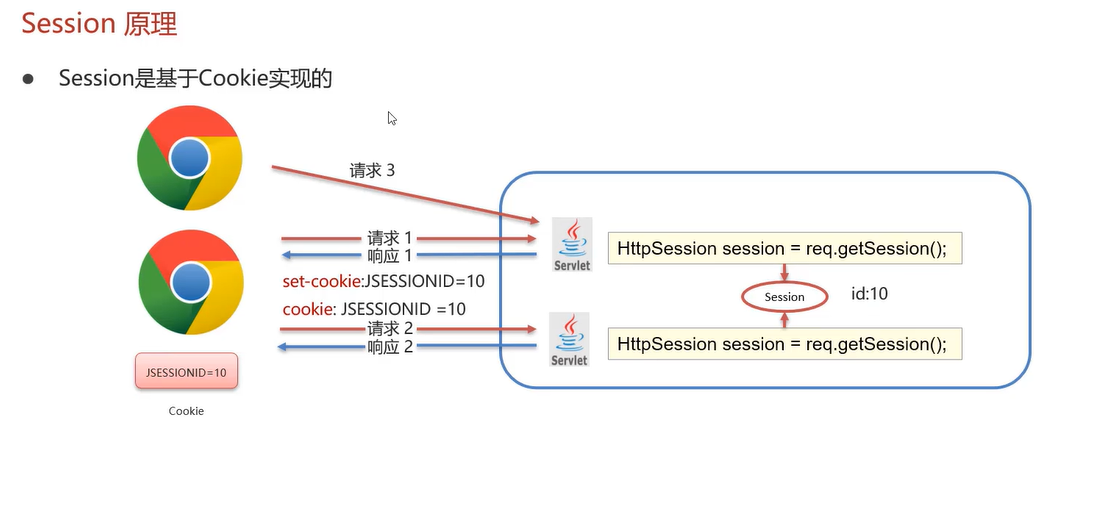 Session 原理
● Session是基于Cookie实现的
请求 3
请求 1
响应 1
Servlet
HttpSession session = req.getSession();
set-cookie:JSESSIONID=10
Session
id:10
cookie: JSESSIONID =10
请求 2
响应 2
Servlet
HttpSession session = req.getSession();
JSESSIONID=10
Cookie